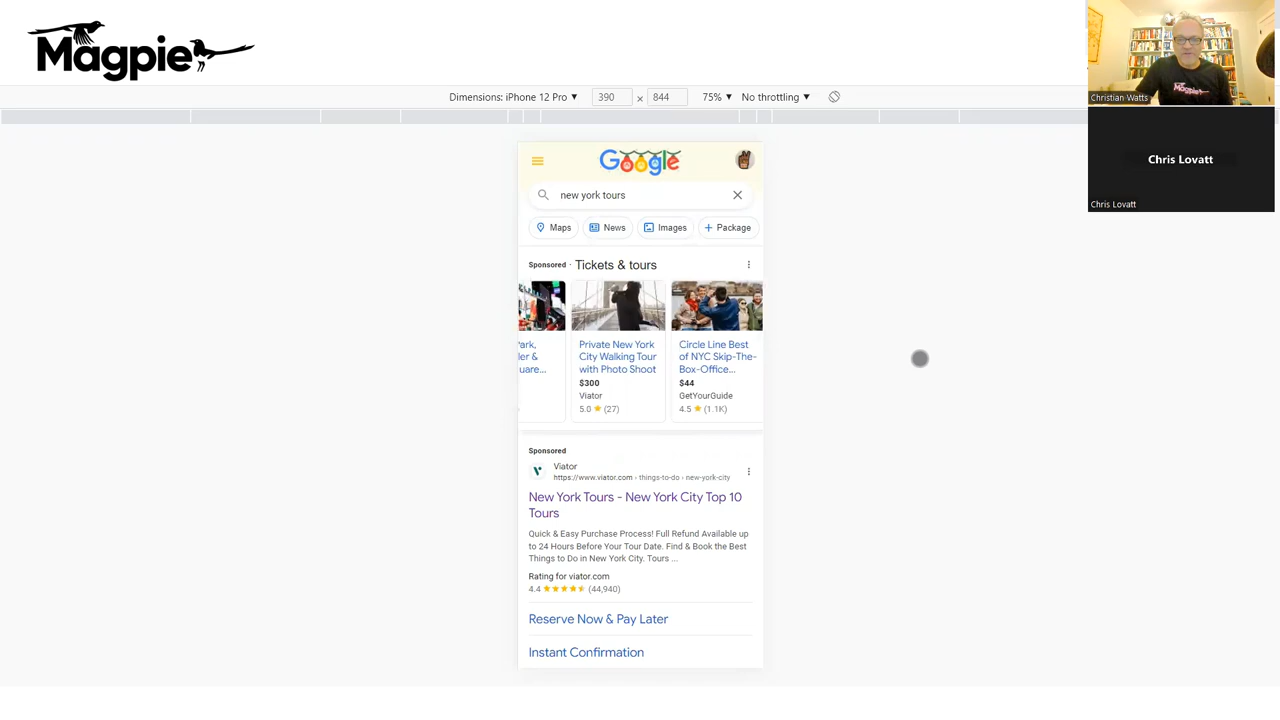 Magpie
Dimensions: iPhone 12 Pro ▼ 390 × 844 75% ▼ No throttling ▼
Christian Watts
Chris Lovatt
Chris Lovatt
Google
new york tours
Maps News Images + Package
Sponsored · Tickets & tours
'ark,
ler &
uare...
Private New York
City Walking Tour
with Photo Shoot
$300
Viator
5.0 ★ (27)
Circle Line Best
of NYC Skip-The-
Box-Office...
$44
GetYourGuide
4.5 ★ (1.1K)
Sponsored
Viator
https://www.viator.com › things-to-do › new-york-city
New York Tours - New York City Top 10
Tours
Quick & Easy Purchase Process! Full Refund Available up
to 24 Hours Before Your Tour Date. Find & Book the Best
Things to Do in New York City. Tours ...
Rating for viator.com
4.4 ★★★★★ (44,940)
Reserve Now & Pay Later
Instant Confirmation